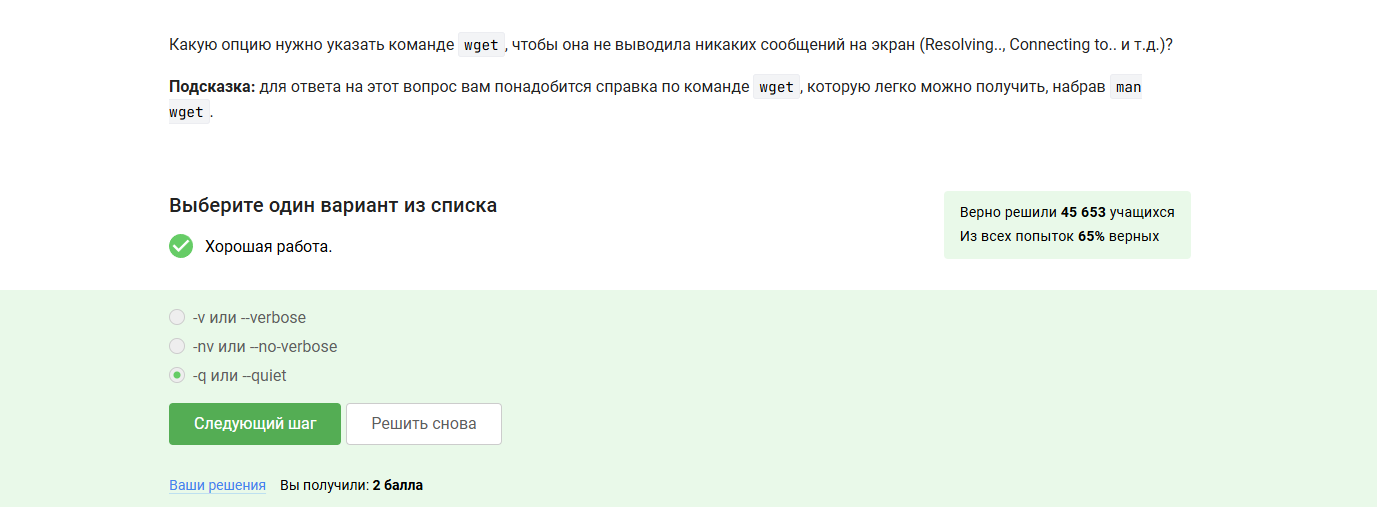 Какую опцию нужно указать команде wget, чтобы она не выводила никаких сообщений на экран (Resolving.., Connecting to.. и т.д.)?
Подсказка: для ответа на этот вопрос вам понадобится справка по команде wget, которую легко можно получить, набрав man
wget.
Выберите один вариант из списка
Хорошая работа.
Верно решили 45 653 учащихся
Из всех попыток 65% верных
-v или --verbose
-nv или --no-verbose
-q или --quiet
Следующий шаг
Решить снова
Ваши решения Вы получили: 2 балла